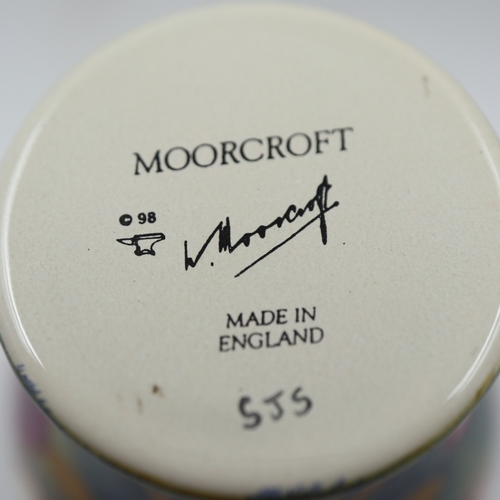 MOORCROFT
© 98
W. Moorcroft
MADE IN
ENGLAND
SJS